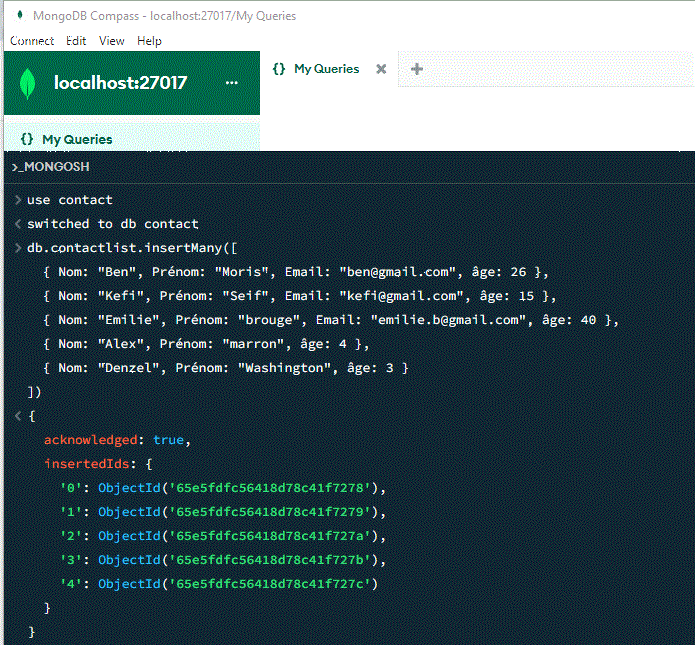 MongoDB Compass - localhost:27017/My Queries
Connect Edit View Help
localhost:27017 ...
{} My Queries
{} My Queries
>_MONGOSH
> use contact
< switched to db contact
> db.contactlist.insertMany([
{ Nom: "Ben", Prénom: "Moris", Email: "ben@gmail.com", âge: 26 },
{ Nom: "Kefi", Prénom: "Seif", Email: "kefi@gmail.com", âge: 15 },
{ Nom: "Emilie", Prénom: "brouge", Email: "emilie.b@gmail.com", âge: 40 },
{ Nom: "Alex", Prénom: "marron", âge: 4 },
{ Nom: "Denzel", Prénom: "Washington", âge: 3 }
])
< {
acknowledged: true,
insertedIds: {
'0': ObjectId('65e5fdfc56418d78c41f7278'),
'1': ObjectId('65e5fdfc56418d78c41f7279'),
'2': ObjectId('65e5fdfc56418d78c41f727a'),
'3': ObjectId('65e5fdfc56418d78c41f727b'),
'4': ObjectId('65e5fdfc56418d78c41f727c')
}
}